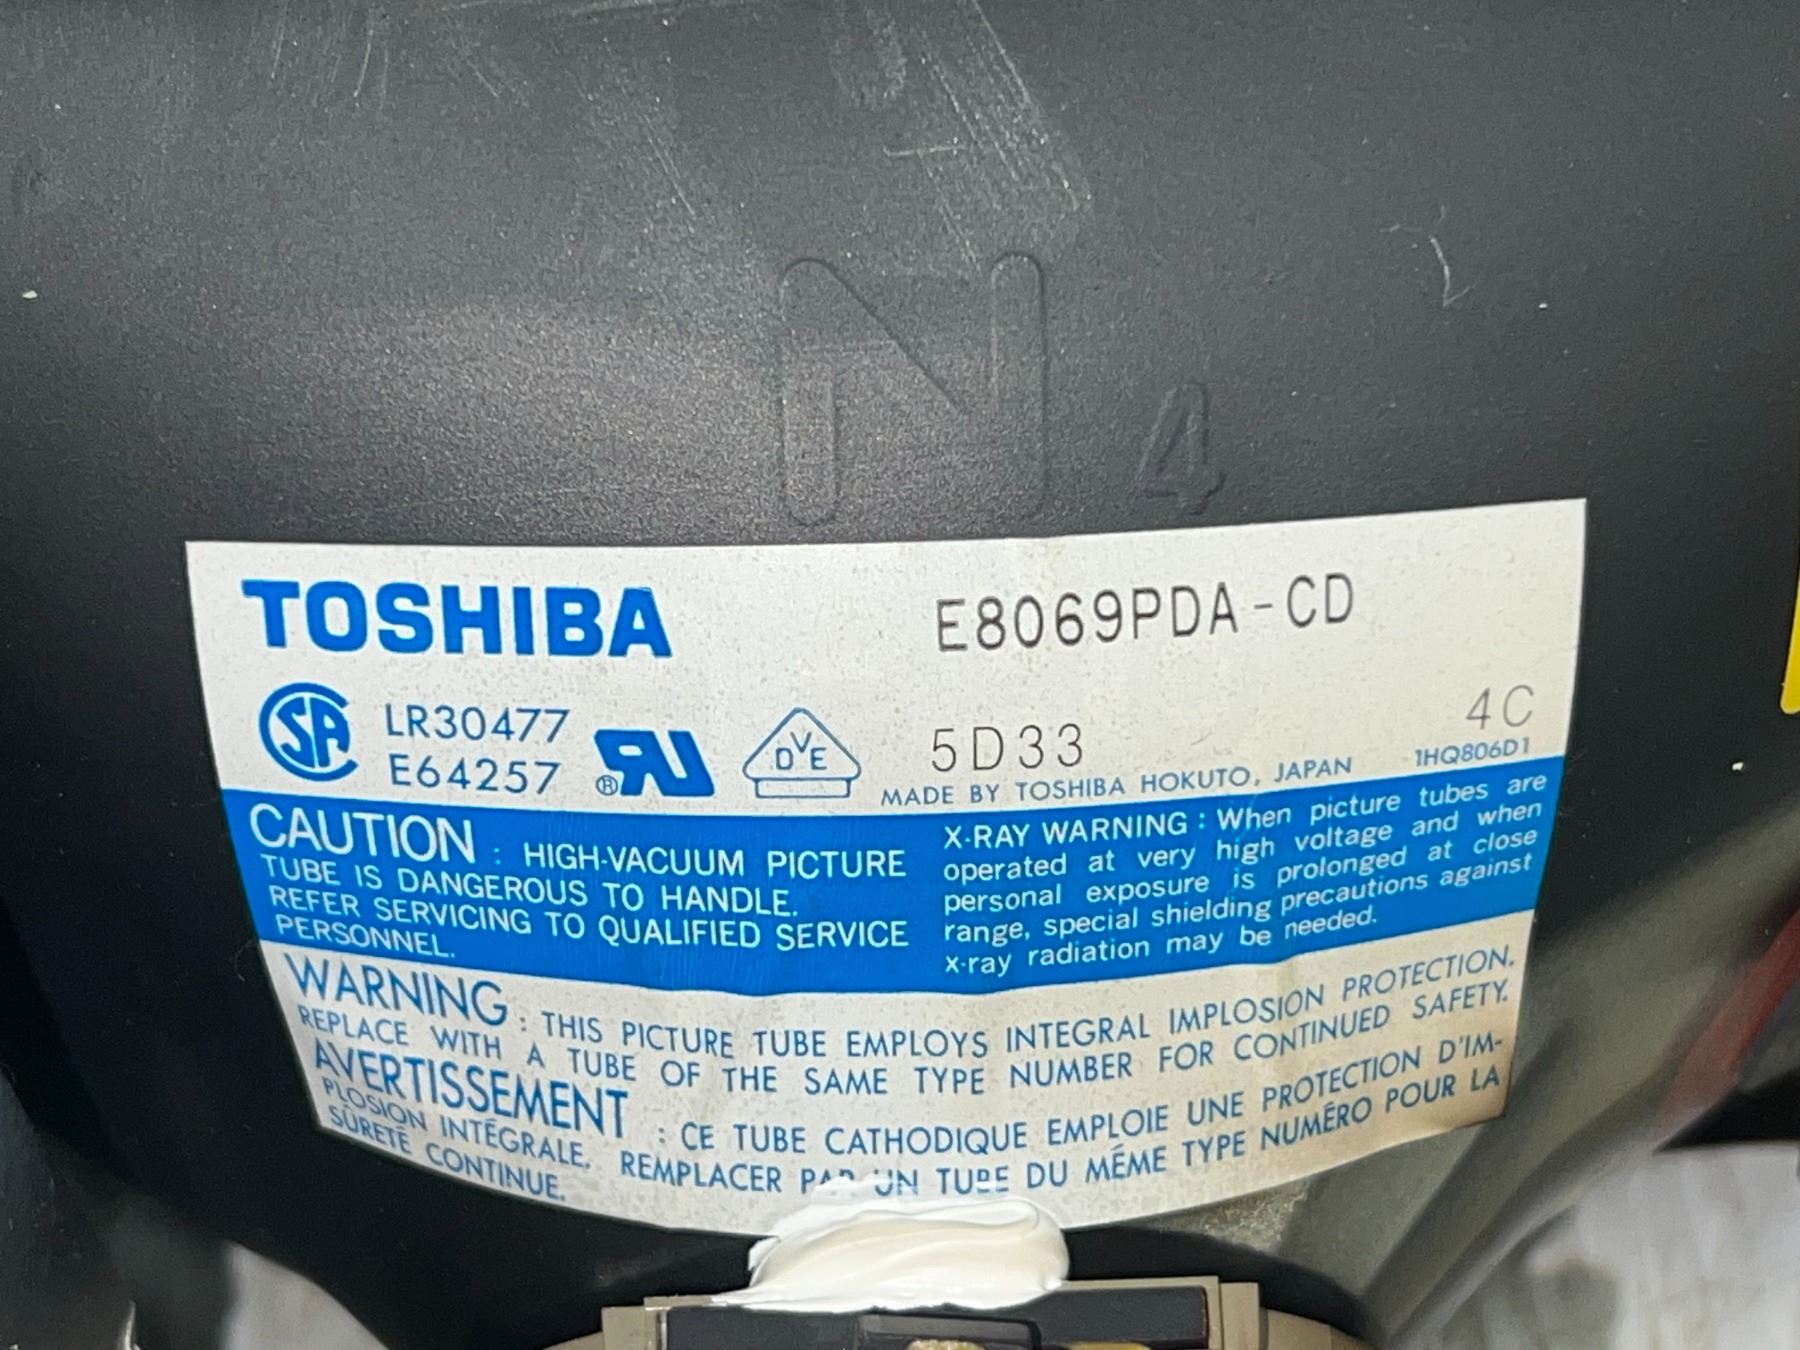 N 4
TOSHIBA E8069PDA-CD
SA LR30477
E64257 ® RU DVE 5D33 4C
MADE BY TOSHIBA HOKUTO, JAPAN 1HQ806D1
CAUTION : HIGH-VACUUM PICTURE
TUBE IS DANGEROUS TO HANDLE.
REFER SERVICING TO QUALIFIED SERVICE
PERSONNEL.
X-RAY WARNING : When picture tubes are
operated at very high voltage and when
personal exposure is prolonged at close
range, special shielding precautions against
x-ray radiation may be needed.
WARNING : THIS PICTURE TUBE EMPLOYS INTEGRAL IMPLOSION PROTECTION.
REPLACE WITH A TUBE OF THE SAME TYPE NUMBER FOR CONTINUED SAFETY.
AVERTISSEMENT : CE TUBE CATHODIQUE EMPLOIE UNE PROTECTION D'IM-
PLOSION INTÉGRALE. REMPLACER PAR UN TUBE DU MÊME TYPE NUMÉRO POUR LA
SÛRETÉ CONTINUE.